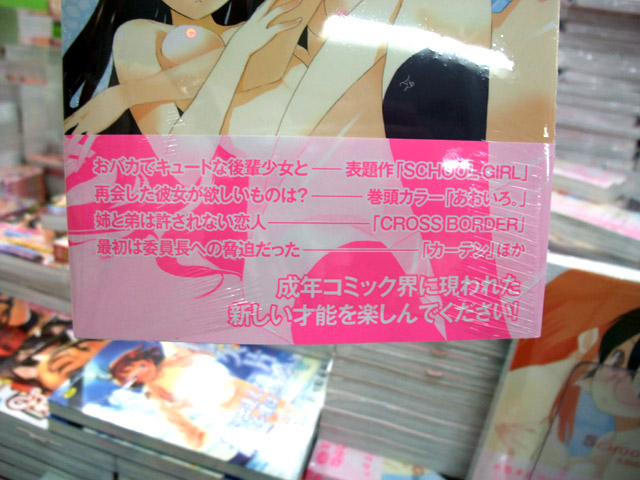 おバカでキュートな後輩少女と——表題作「SCHOOL GIRL」
再会した彼女が欲しいものは?———巻頭カラー「あおいろ。」
姉と弟は許されない恋人——————「CROSS BORDER」
最初は委員長への脅迫だった——————「カーテン」ほか
成年コミック界に現われた
新しい才能を楽しんでください!